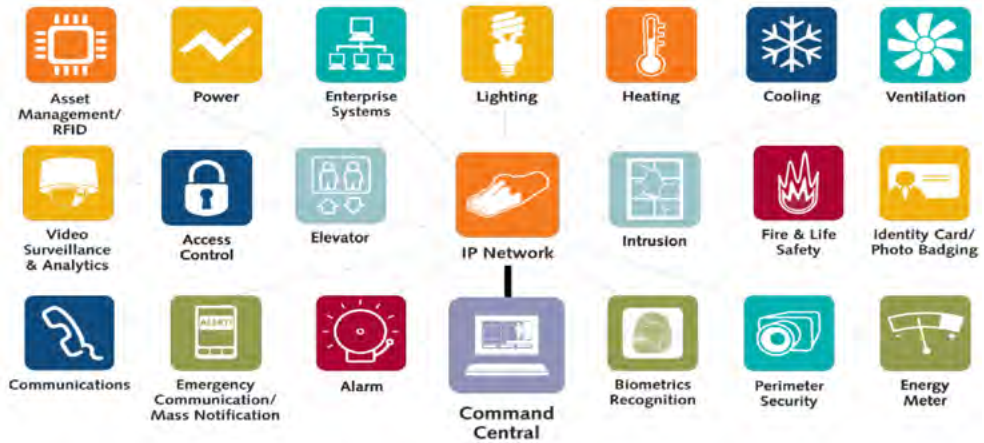 Asset
Management/
RFID
Power
Enterprise
Systems
Lighting
Heating
Cooling
Ventilation
Video
Surveillance
& Analytics
Access
Control
Elevator
IP Network
Intrusion
Fire & Life
Safety
Identity Card/
Photo Badging
Communications
ALERT!
Emergency
Communication/
Mass Notification
Alarm
Command
Central
Biometrics
Recognition
Perimeter
Security
Energy
Meter